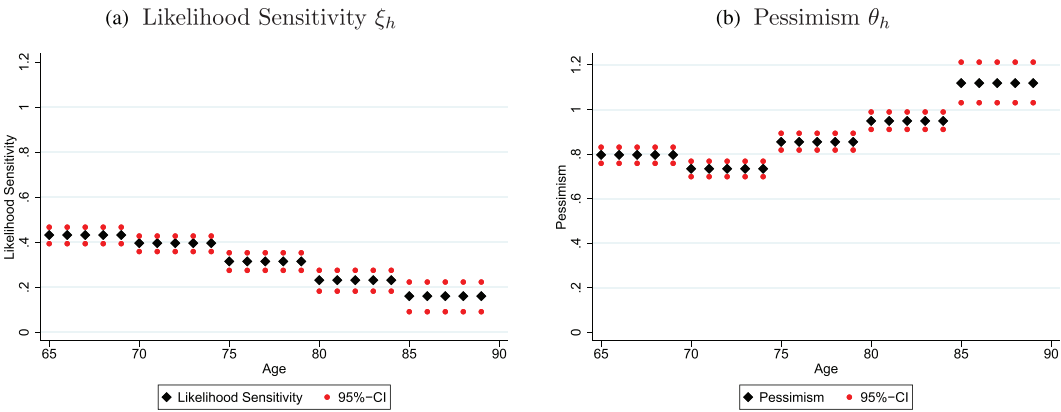 (a) Likelihood Sensitivity ξh
Likelihood Sensitivity
0 .2 .4 .6 .8 1 1.2
65 70 75 80 85 90
Age
Likelihood Sensitivity 95%−CI
(b) Pessimism θh
Pessimism
0 .2 .4 .6 .8 1 1.2
65 70 75 80 85 90
Age
Pessimism 95%−CI